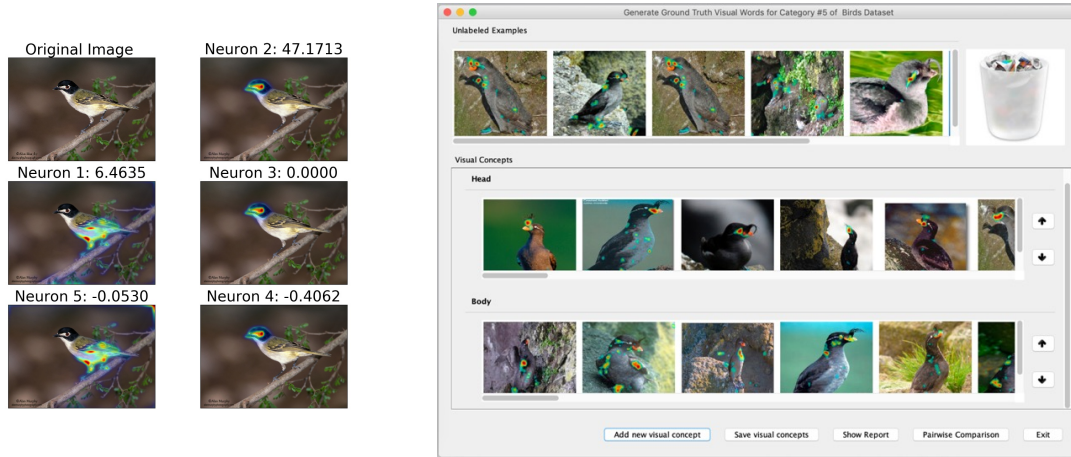 Original Image
Neuron 2: 47.1713
Neuron 1: 6.4635
Neuron 3: 0.0000
Neuron 5: -0.0530
Neuron 4: -0.4062
Generate Ground Truth Visual Words for Category #5 of Birds Dataset
Unlabeled Examples
Visual Concepts
Head
Body
Add new visual concept
Save visual concepts
Show Report
Pairwise Comparison
Exit